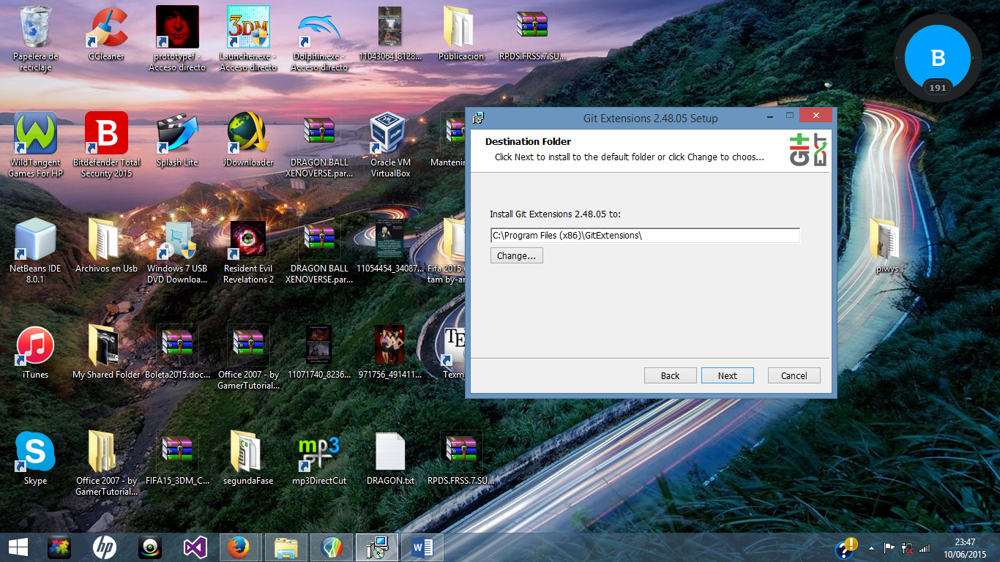 Papelera de
reciclaje
CCleaner
prototypef -
Acceso directo
3DM
Launcher.exe -
Acceso directo
Dolphin.exe -
Acceso directo
11043064_8128...
Publicacion
RPDS.FRSS.7.SU...
B
191
WildTangent
Games For HP
B
Bitdefender Total
Security 2015
Splash Lite
JDownloader
DRAGON BALL
XENOVERSE.par...
Oracle VM
VirtualBox
Mantenin
NetBeans IDE
8.0.1
Archivos en Usb
Windows 7 USB
DVD Downloa...
Resident Evil
Revelations 2
DRAGON BALL
XENOVERSE.par...
11054454_34087...
Fifa 2015
tam by-an
iTunes
My Shared Folder
Boleta2015.doc...
Office 2007 - by
GamerTutorial...
11071740_8236...
971756_491411...
Texm
Skype
Office 2007 - by
GamerTutorial...
FIFA15_3DM_C...
segundaFase
mp3
mp3DirectCut
DRAGON.txt
RPDS.FRSS.7.SU...
piwys
Git Extensions 2.48.05 Setup
Destination Folder
Click Next to install to the default folder or click Change to choos...
GIT
EXT
Install Git Extensions 2.48.05 to:
C:\Program Files (x86)\GitExtensions\
Change...
Back
Next
Cancel
hp
W
23:47
10/06/2015